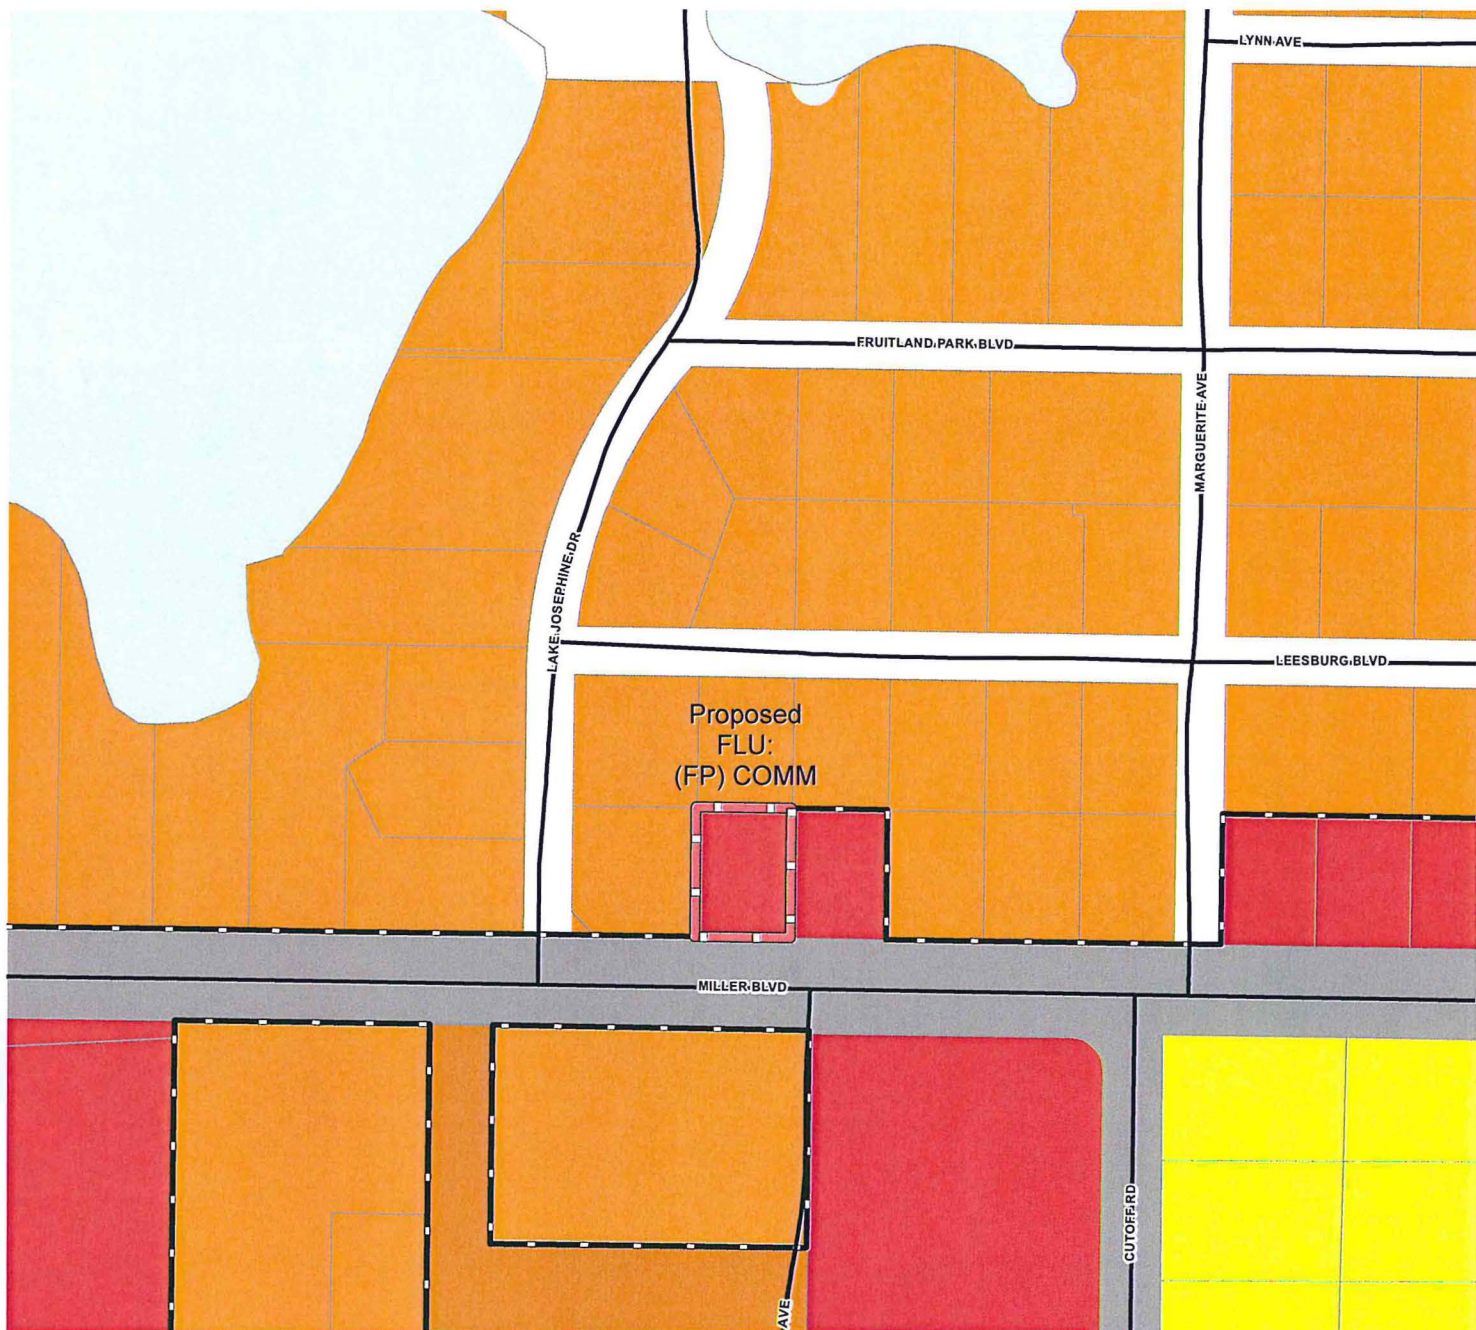 LYNN AVE
FRUITLAND PARK BLVD
MARGUERITE AVE
LAKE JOSEPHINE DR
LEESBURG BLVD
Proposed
FLU:
(FP) COMM
MILLER BLVD
CUTOFF RD
AVE